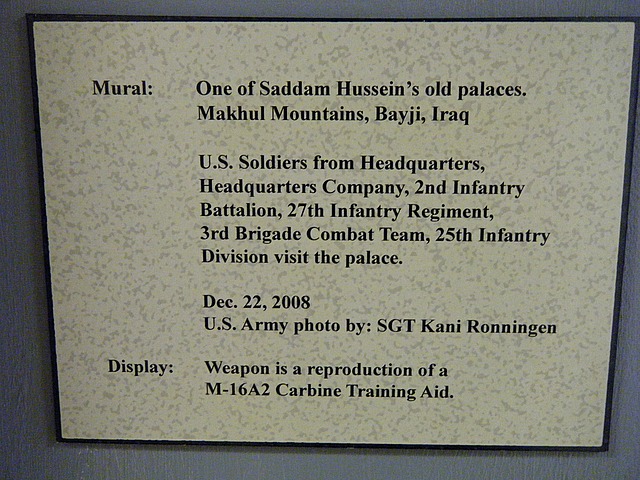 Mural: One of Saddam Hussein's old palaces.
Makhul Mountains, Bayji, Iraq
U.S. Soldiers from Headquarters,
Headquarters Company, 2nd Infantry
Battalion, 27th Infantry Regiment,
3rd Brigade Combat Team, 25th Infantry
Division visit the palace.
Dec. 22, 2008
U.S. Army photo by: SGT Kani Ronningen
Display: Weapon is a reproduction of a
M-16A2 Carbine Training Aid.